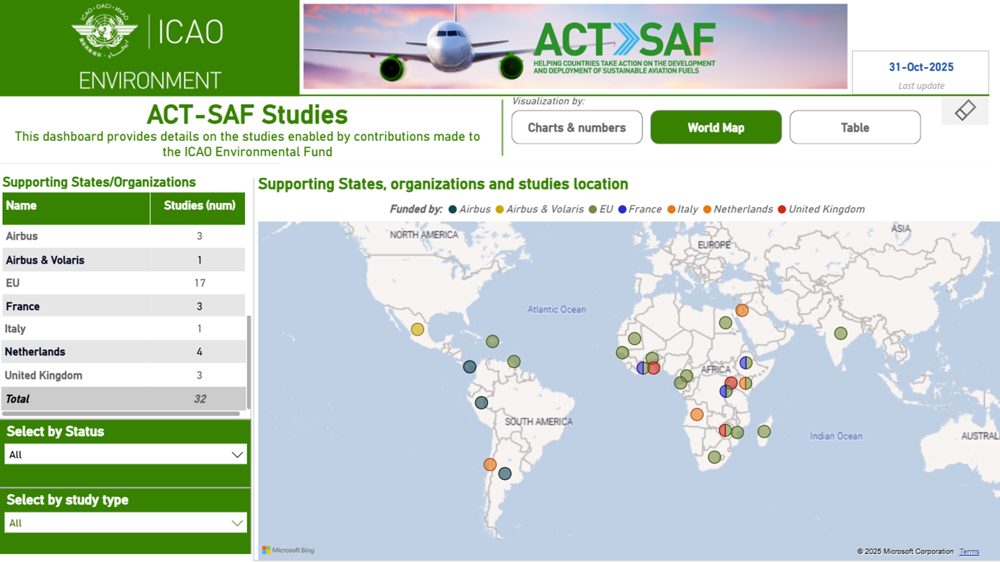 ICAO · OACI · ИКАО
ICAO
ENVIRONMENT
ACT SAF
HELPING COUNTRIES TAKE ACTION ON THE DEVELOPMENT
AND DEPLOYMENT OF SUSTAINABLE AVIATION FUELS
31-Oct-2025
Last update
ACT-SAF Studies
This dashboard provides details on the studies enabled by contributions made to
the ICAO Environmental Fund
Visualization by:
Charts & numbers
World Map
Table
Supporting States/Organizations
Name Studies (num)
Airbus 3
Airbus & Volaris 1
EU 17
France 3
Italy 1
Netherlands 4
United Kingdom 3
Total 32
Select by Status
All
Select by study type
All
Supporting States, organizations and studies location
Funded by: Airbus Airbus & Volaris EU France Italy Netherlands United Kingdom
NORTH AMERICA
ASIA
EUROPE
Atlantic Ocean
AFRICA
SOUTH AMERICA
Indian Ocean
AUSTRAL
Microsoft Bing
© 2025 Microsoft Corporation Terms